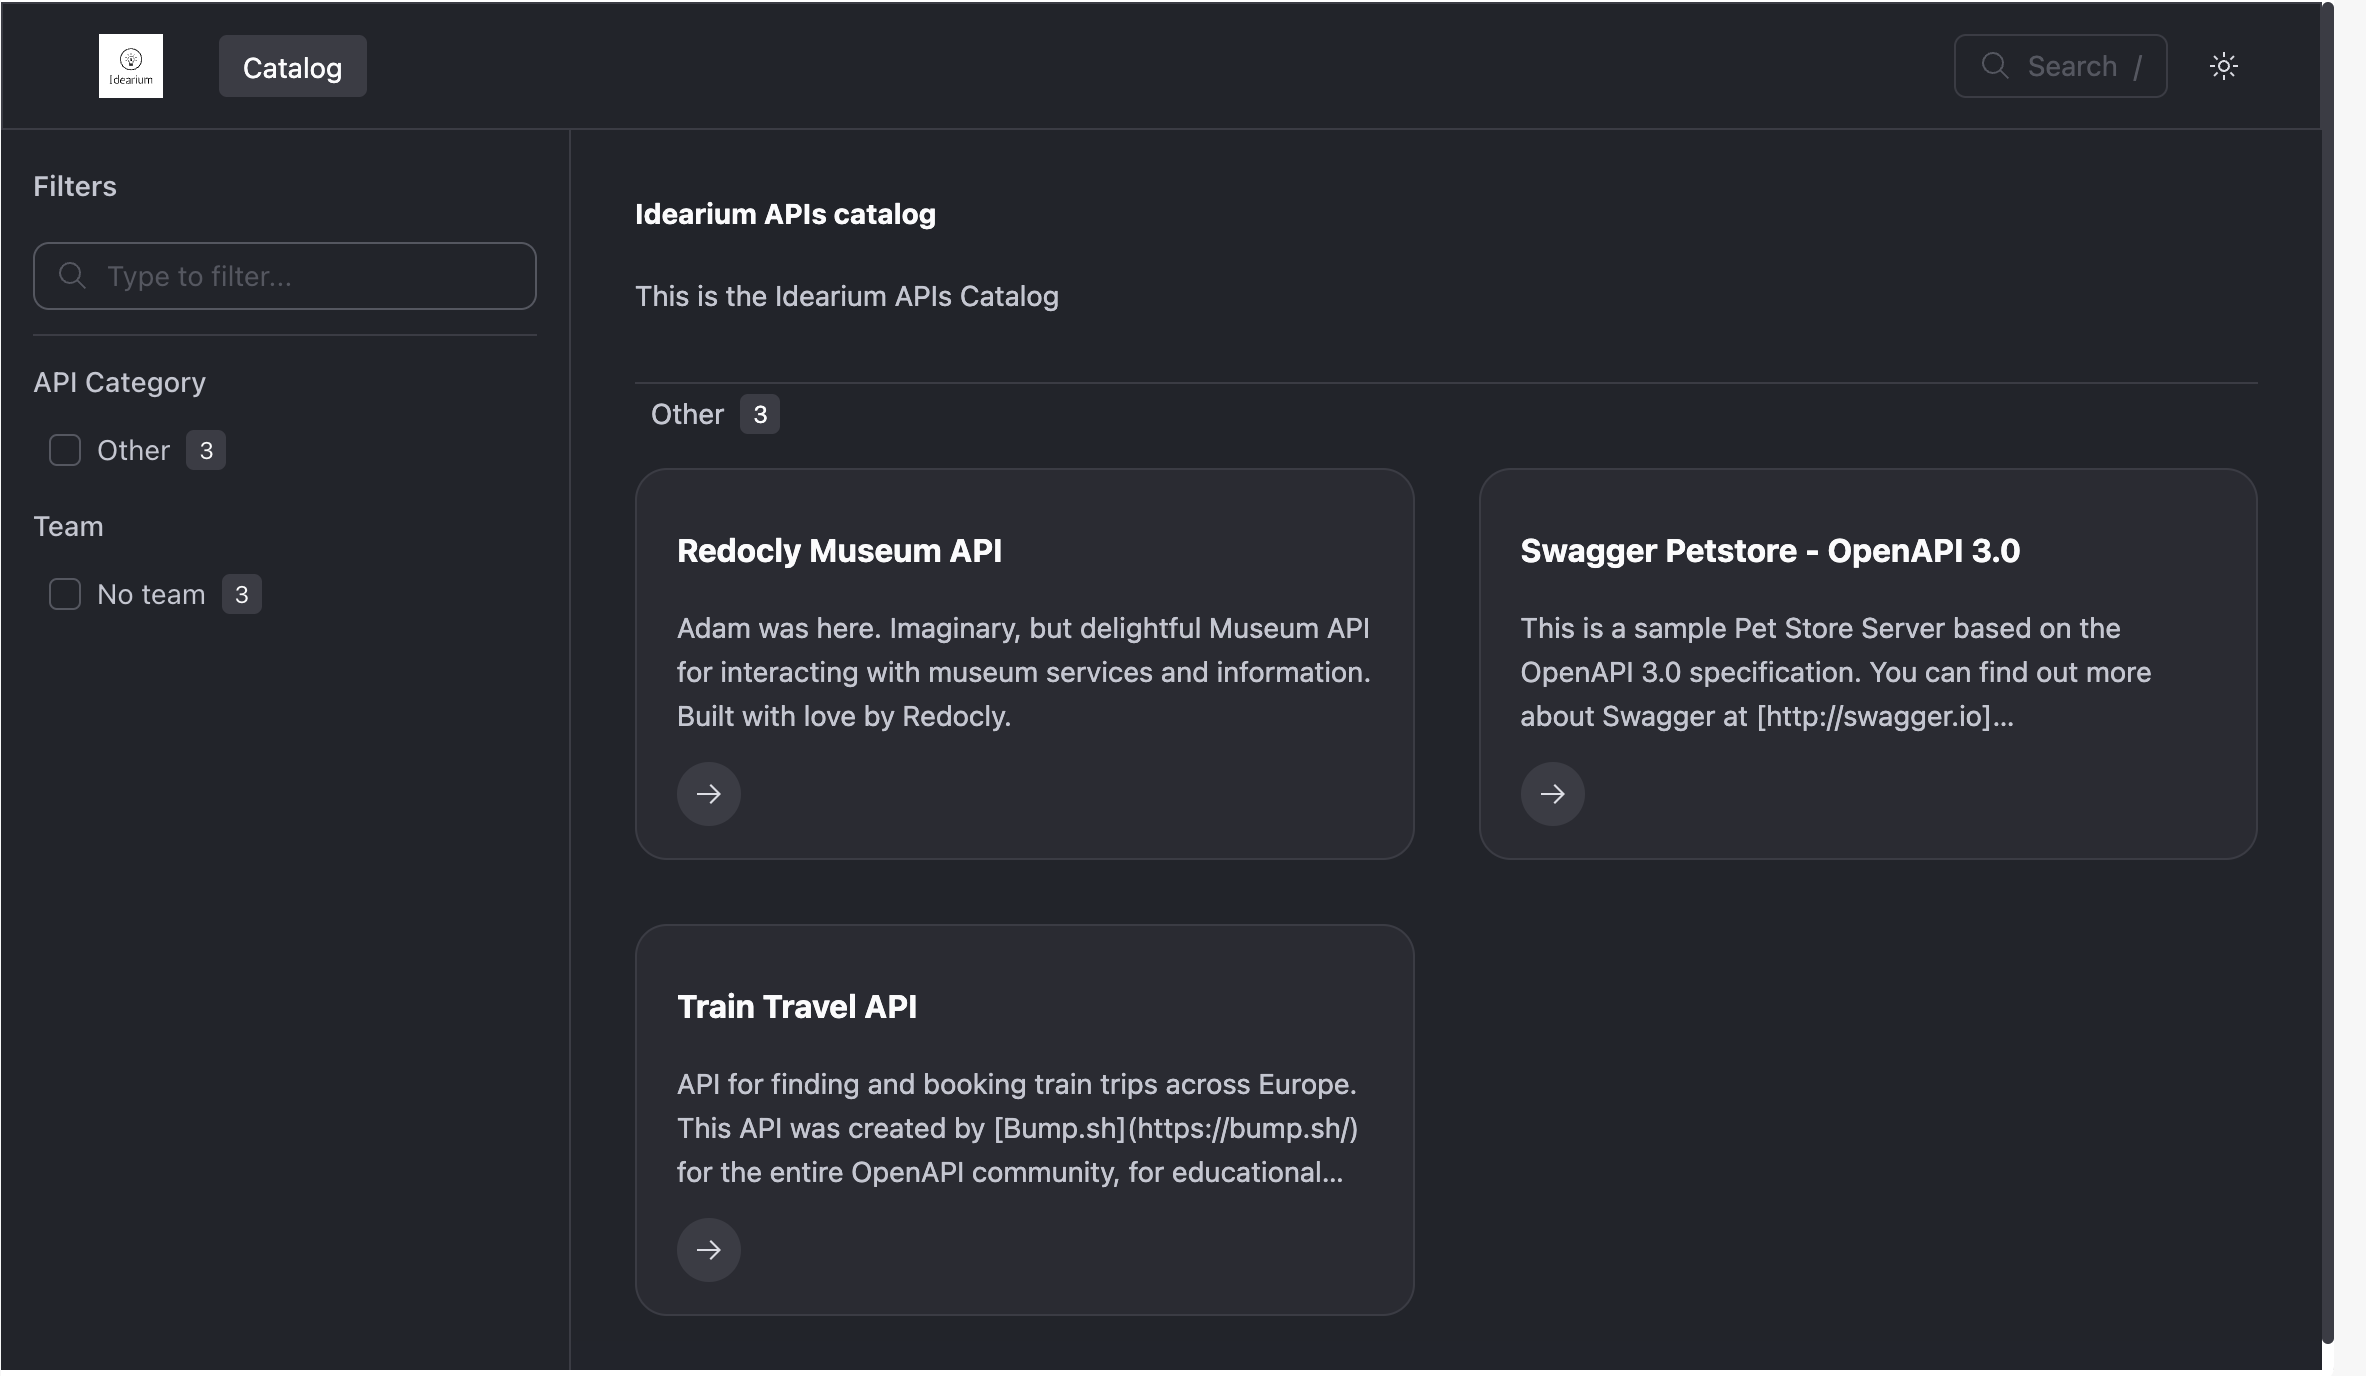 Idearium
Catalog
Search /
Filters
Type to filter...
API Category
Other 3
Team
No team 3
Idearium APIs catalog
This is the Idearium APIs Catalog
Other 3
Redocly Museum API
Adam was here. Imaginary, but delightful Museum API
for interacting with museum services and information.
Built with love by Redocly.
Swagger Petstore - OpenAPI 3.0
This is a sample Pet Store Server based on the
OpenAPI 3.0 specification. You can find out more
about Swagger at [http://swagger.io]...
Train Travel API
API for finding and booking train trips across Europe.
This API was created by [Bump.sh](https://bump.sh/)
for the entire OpenAPI community, for educational...